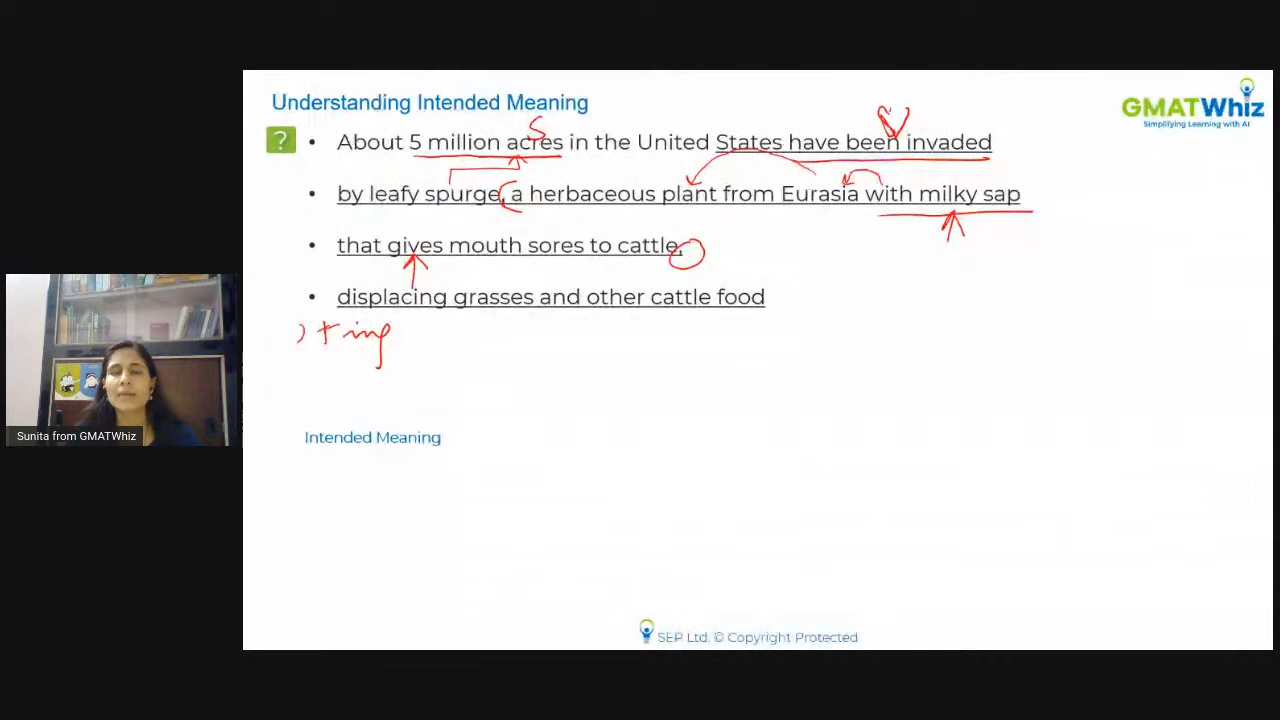 Understanding Intended Meaning
GMATWhiz
Simplifying Learning with AI
S
V
? • About 5 million acres in the United States have been invaded
• by leafy spurge, a herbaceous plant from Eurasia with milky sap
• that gives mouth sores to cattle,
• displacing grasses and other cattle food
, + ing
Sunita from GMATWhiz
Intended Meaning
SEP Ltd. © Copyright Protected